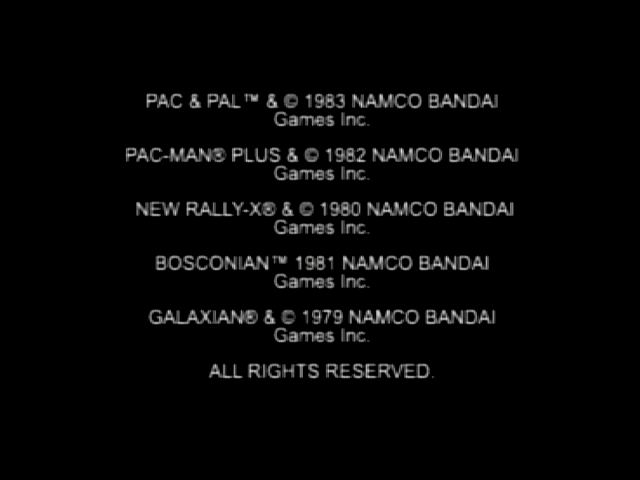 PAC & PAL™ & © 1983 NAMCO BANDAI
Games Inc.
PAC-MAN® PLUS & © 1982 NAMCO BANDAI
Games Inc.
NEW RALLY-X® & © 1980 NAMCO BANDAI
Games Inc.
BOSCONIAN™ 1981 NAMCO BANDAI
Games Inc.
GALAXIAN® & © 1979 NAMCO BANDAI
Games Inc.
ALL RIGHTS RESERVED.